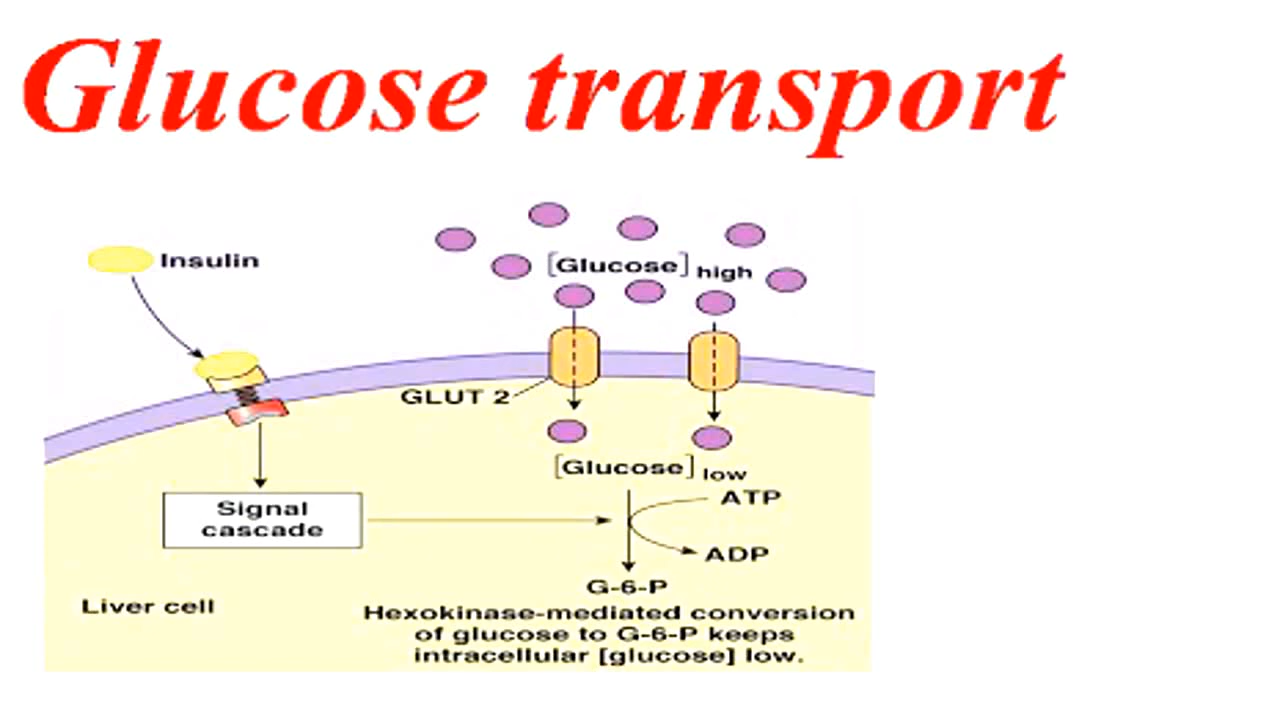 Glucose transport
Insulin
[Glucose] high
GLUT 2
[Glucose] low
ATP
Signal
cascade
ADP
G-6-P
Liver cell
Hexokinase-mediated conversion
of glucose to G-6-P keeps
intracellular [glucose] low.